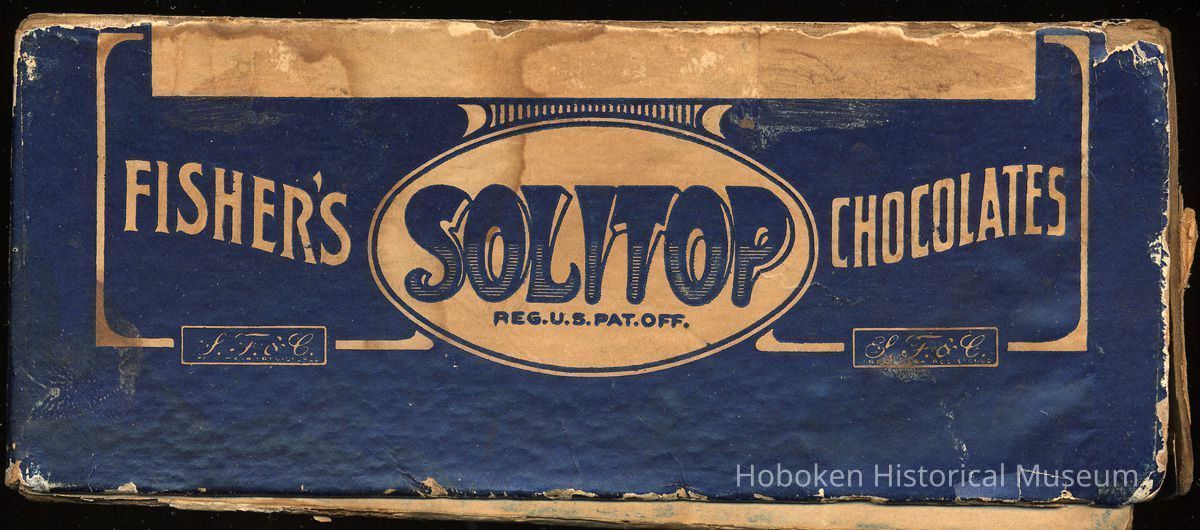 FISHER'S SOLITOP CHOCOLATES
REG.U.S.PAT.OFF.
S. F. & C. S. F. & C.
Hoboken Historical Museum